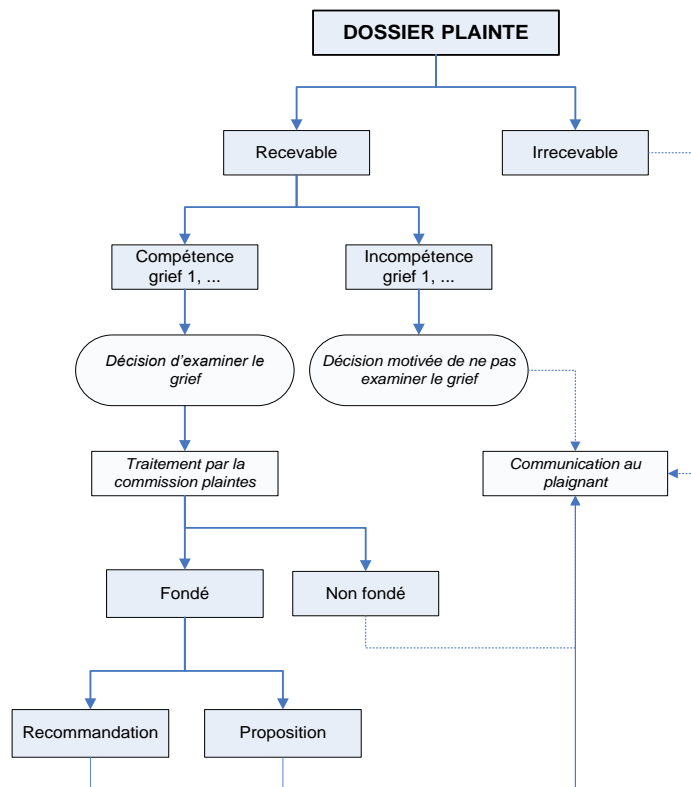 DOSSIER PLAINTE
Recevable
Irrecevable
Compétence
grief 1, ...
Incompétence
grief 1, ...
Décision d'examiner le
grief
Décision motivée de ne pas
examiner le grief
Traitement par la
commission plaintes
Communication au
plaignant
Fondé
Non fondé
Recommandation
Proposition